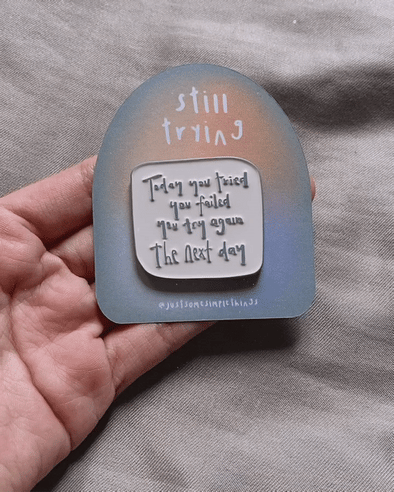 still
trying
Today you tried
you failed
you try again
The next day
@justsomesimplethings